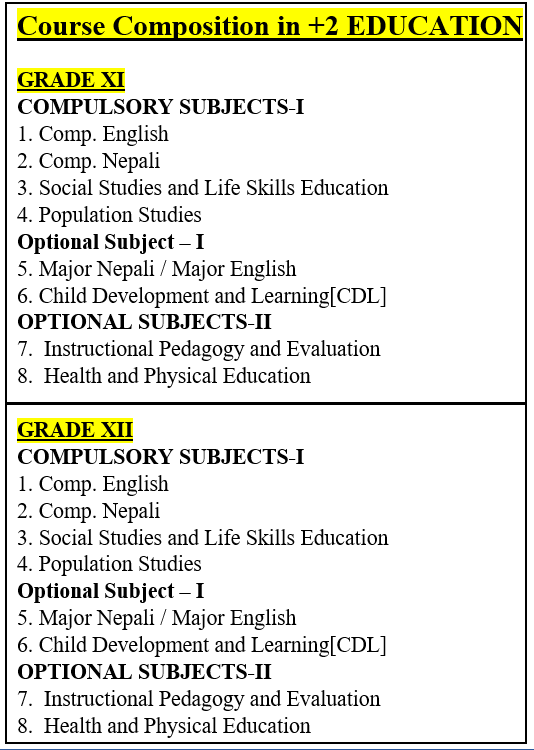 Course Composition in +2 EDUCATION
GRADE XI
COMPULSORY SUBJECTS-I
1. Comp. English
2. Comp. Nepali
3. Social Studies and Life Skills Education
4. Population Studies
Optional Subject – I
5. Major Nepali / Major English
6. Child Development and Learning[CDL]
OPTIONAL SUBJECTS-II
7. Instructional Pedagogy and Evaluation
8. Health and Physical Education
GRADE XII
COMPULSORY SUBJECTS-I
1. Comp. English
2. Comp. Nepali
3. Social Studies and Life Skills Education
4. Population Studies
Optional Subject – I
5. Major Nepali / Major English
6. Child Development and Learning[CDL]
OPTIONAL SUBJECTS-II
7. Instructional Pedagogy and Evaluation
8. Health and Physical Education